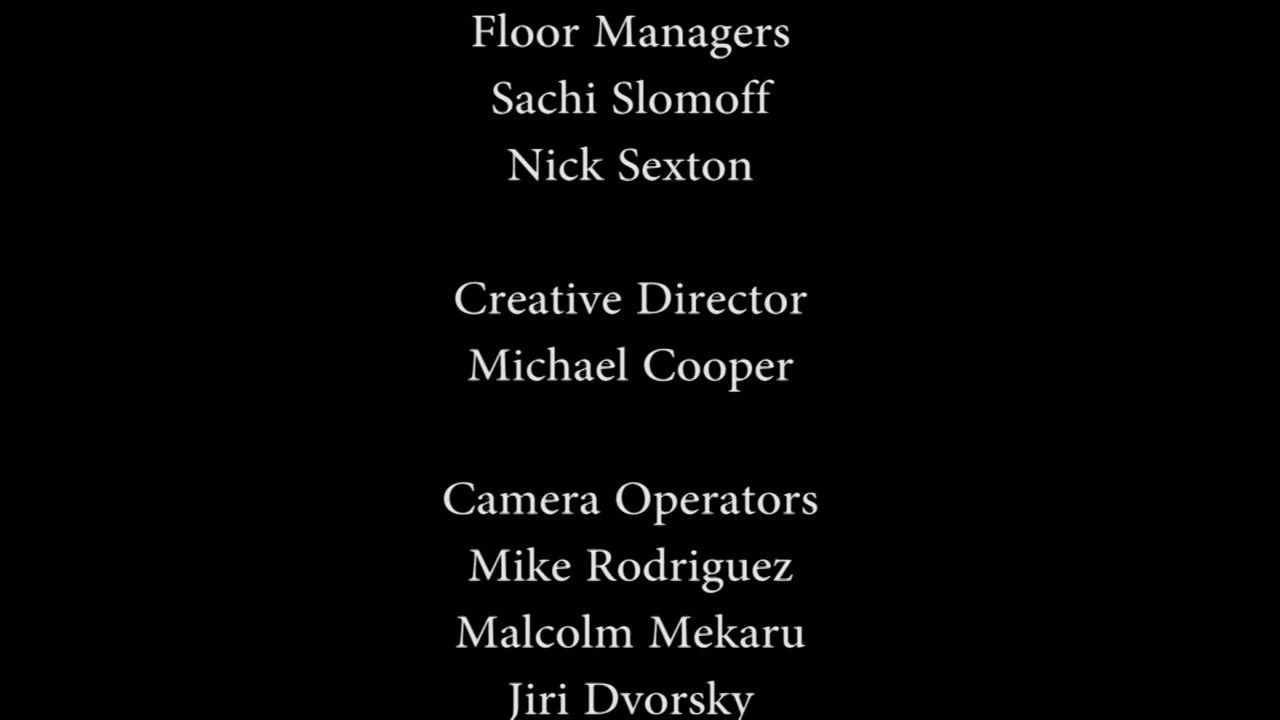 Floor Managers
Sachi Slomoff
Nick Sexton
Creative Director
Michael Cooper
Camera Operators
Mike Rodriguez
Malcolm Mekaru
Jiri Dvorsky